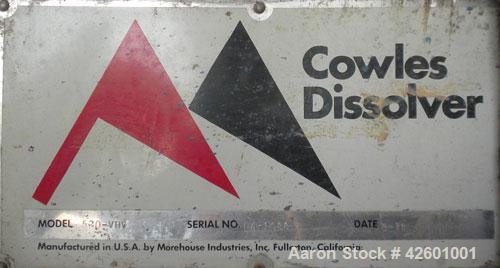 Cowles
Dissolver
MODEL SERIAL NO. DATE
Manufactured in U.S.A. by Morehouse Industries, Inc. Fullerton, California.
Aaron Stock# 42601001